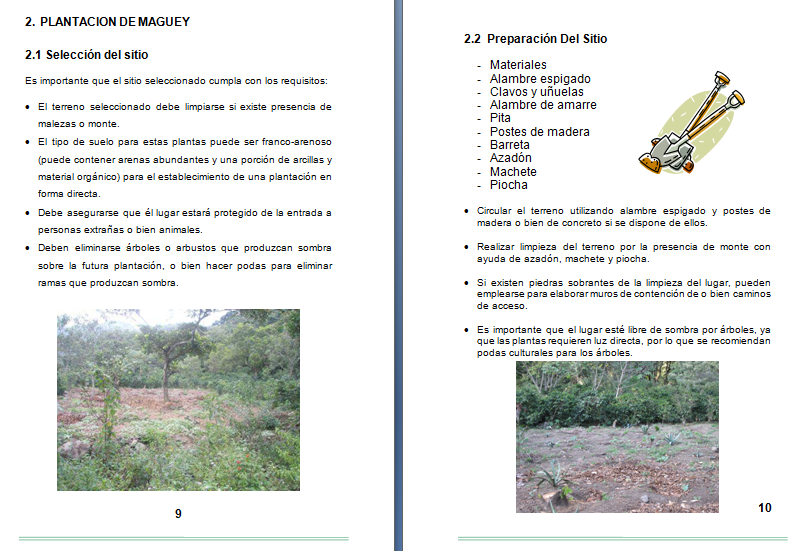 2. PLANTACION DE MAGUEY
2.1 Selección del sitio
Es importante que el sitio seleccionado cumpla con los requisitos:
• El terreno seleccionado debe limpiarse si existe presencia de
malezas o monte.
• El tipo de suelo para estas plantas puede ser franco-arenoso
(puede contener arenas abundantes y una porción de arcillas y
material orgánico) para el establecimiento de una plantación en
forma directa.
• Debe asegurarse que él lugar estará protegido de la entrada a
personas extrañas o bien animales.
• Deben eliminarse árboles o arbustos que produzcan sombra
sobre la futura plantación, o bien hacer podas para eliminar
ramas que produzcan sombra.
9
2.2 Preparación Del Sitio
- Materiales
- Alambre espigado
- Clavos y uñuelas
- Alambre de amarre
- Pita
- Postes de madera
- Barreta
- Azadón
- Machete
- Piocha
• Circular el terreno utilizando alambre espigado y postes de
madera o bien de concreto si se dispone de ellos.
• Realizar limpieza del terreno por la presencia de monte con
ayuda de azadón, machete y piocha.
• Si existen piedras sobrantes de la limpieza del lugar, pueden
emplearse para elaborar muros de contención de o bien caminos
de acceso.
• Es importante que el lugar esté libre de sombra por árboles, ya
que las plantas requieren luz directa, por lo que se recomiendan
podas culturales para los árboles.
10